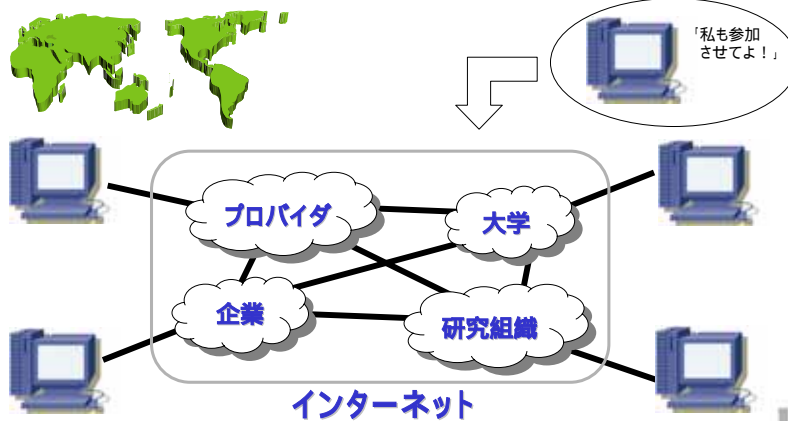 「私も参加
させてよ！」
プロバイダ
大学
企業
研究組織
インターネット